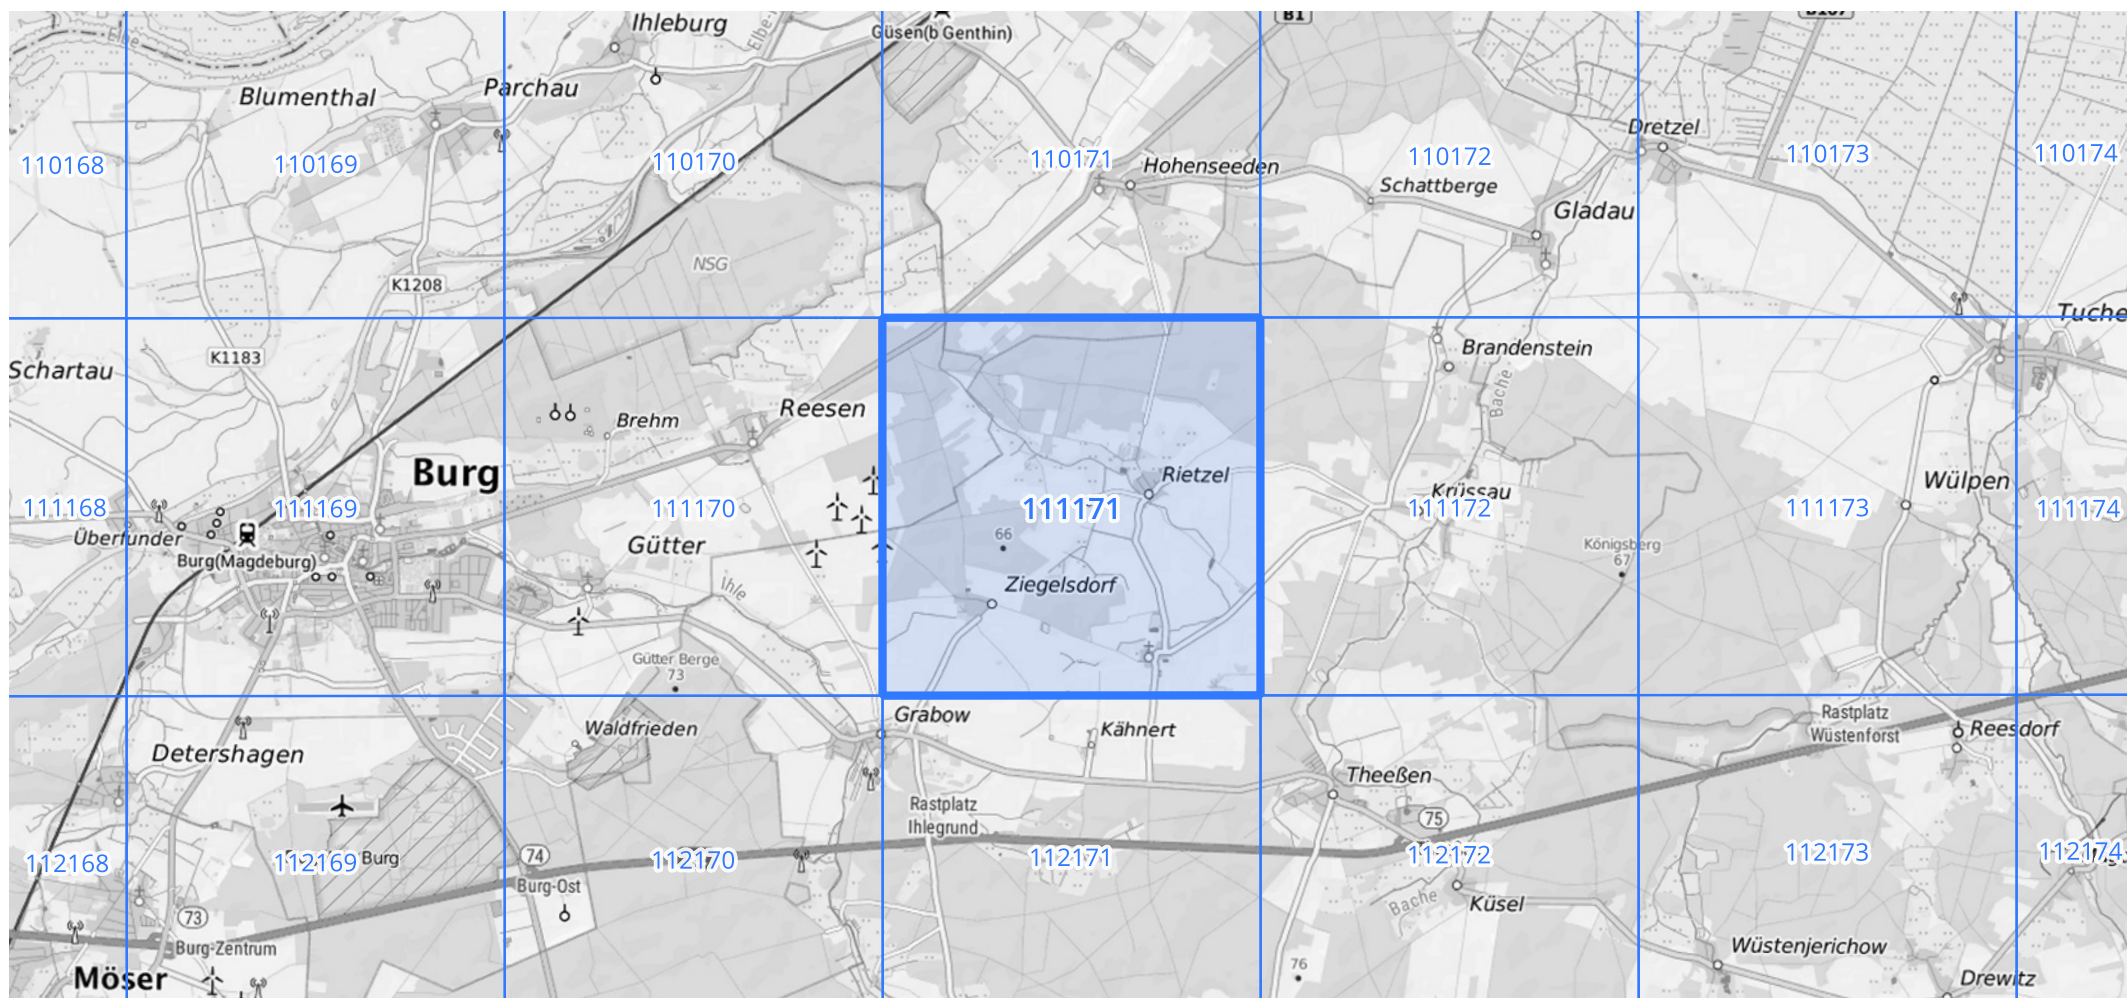 Elbe
Ihleburg
Elbe-
Güsen(b Genthin)
B1
B107
Blumenthal
Parchau
Dretzel
110168
110169
110170
110171
Hohenseeden
110172
110173
110174
Schattberge
Gladau
NSG
K1208
Tuche
K1183
Schartau
Brandenstein
Bache
Reesen
Brehm
Burg
Rietzel
Wülpen
Krüssau
111168
111169
111170
111171
111172
111173
111174
Überfunder
Gütter
66
Königsberg
67
Burg(Magdeburg)
Ihle
Ziegelsdorf
Gütter Berge
73
Grabow
Waldfrieden
Kähnert
Rastplatz
Wüstenforst
Reesdorf
Detershagen
Theeßen
Rastplatz
Ihlegrund
75
112168
112169
Burg
74
112170
112171
112172
112173
112174
Burg-Ost
Bache
Küsel
73
Burg-Zentrum
Wüstenjerichow
Möser
76
Drewitz